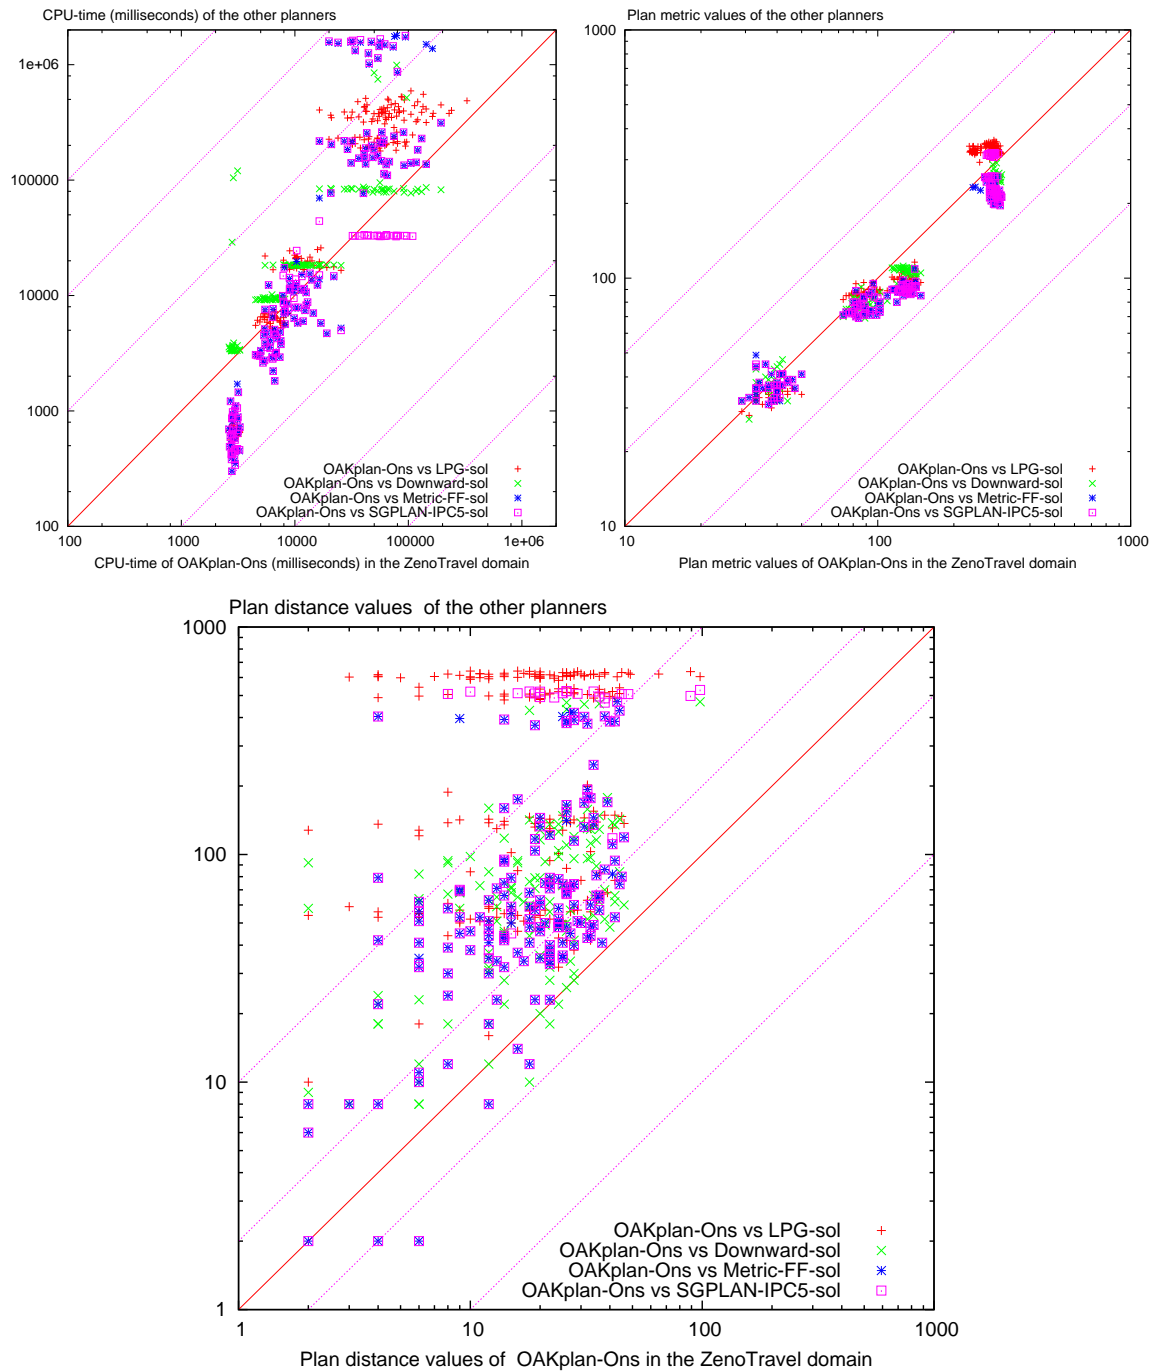 CPU-time (milliseconds) of the other planners
1e+06
100000
10000
1000
100
100 1000 10000 100000 1e+06
OAKplan-Ons vs LPG-sol
OAKplan-Ons vs Downward-sol
OAKplan-Ons vs Metric-FF-sol
OAKplan-Ons vs SGPLAN-IPC5-sol
CPU-time of OAKplan-Ons (milliseconds) in the ZenoTravel domain
Plan metric values of the other planners
1000
100
10
10 100 1000
OAKplan-Ons vs LPG-sol
OAKplan-Ons vs Downward-sol
OAKplan-Ons vs Metric-FF-sol
OAKplan-Ons vs SGPLAN-IPC5-sol
Plan metric values of OAKplan-Ons in the ZenoTravel domain
Plan distance values of the other planners
1000
100
10
1
1 10 100 1000
OAKplan-Ons vs LPG-sol
OAKplan-Ons vs Downward-sol
OAKplan-Ons vs Metric-FF-sol
OAKplan-Ons vs SGPLAN-IPC5-sol
Plan distance values of OAKplan-Ons in the ZenoTravel domain